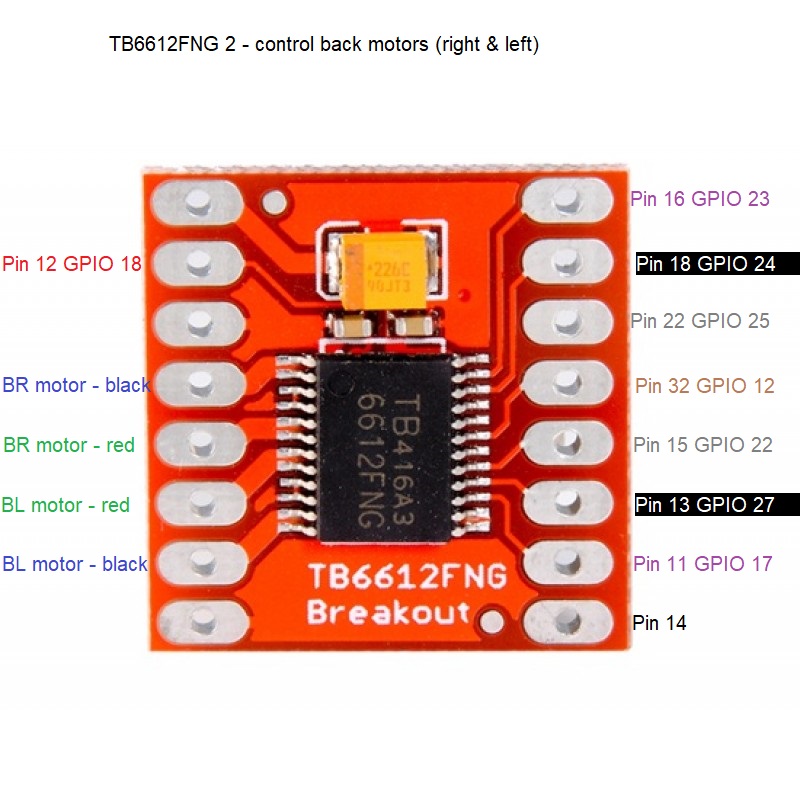 TB6612FNG 2 - control back motors (right & left)
Pin 16 GPIO 23
Pin 12 GPIO 18
Pin 18 GPIO 24
Pin 22 GPIO 25
BR motor - black
Pin 32 GPIO 12
BR motor - red
Pin 15 GPIO 22
BL motor - red
Pin 13 GPIO 27
BL motor - black
Pin 11 GPIO 17
Pin 14
226C
90JT3
TB416A3
6612FNG
TB6612FNG
Breakout